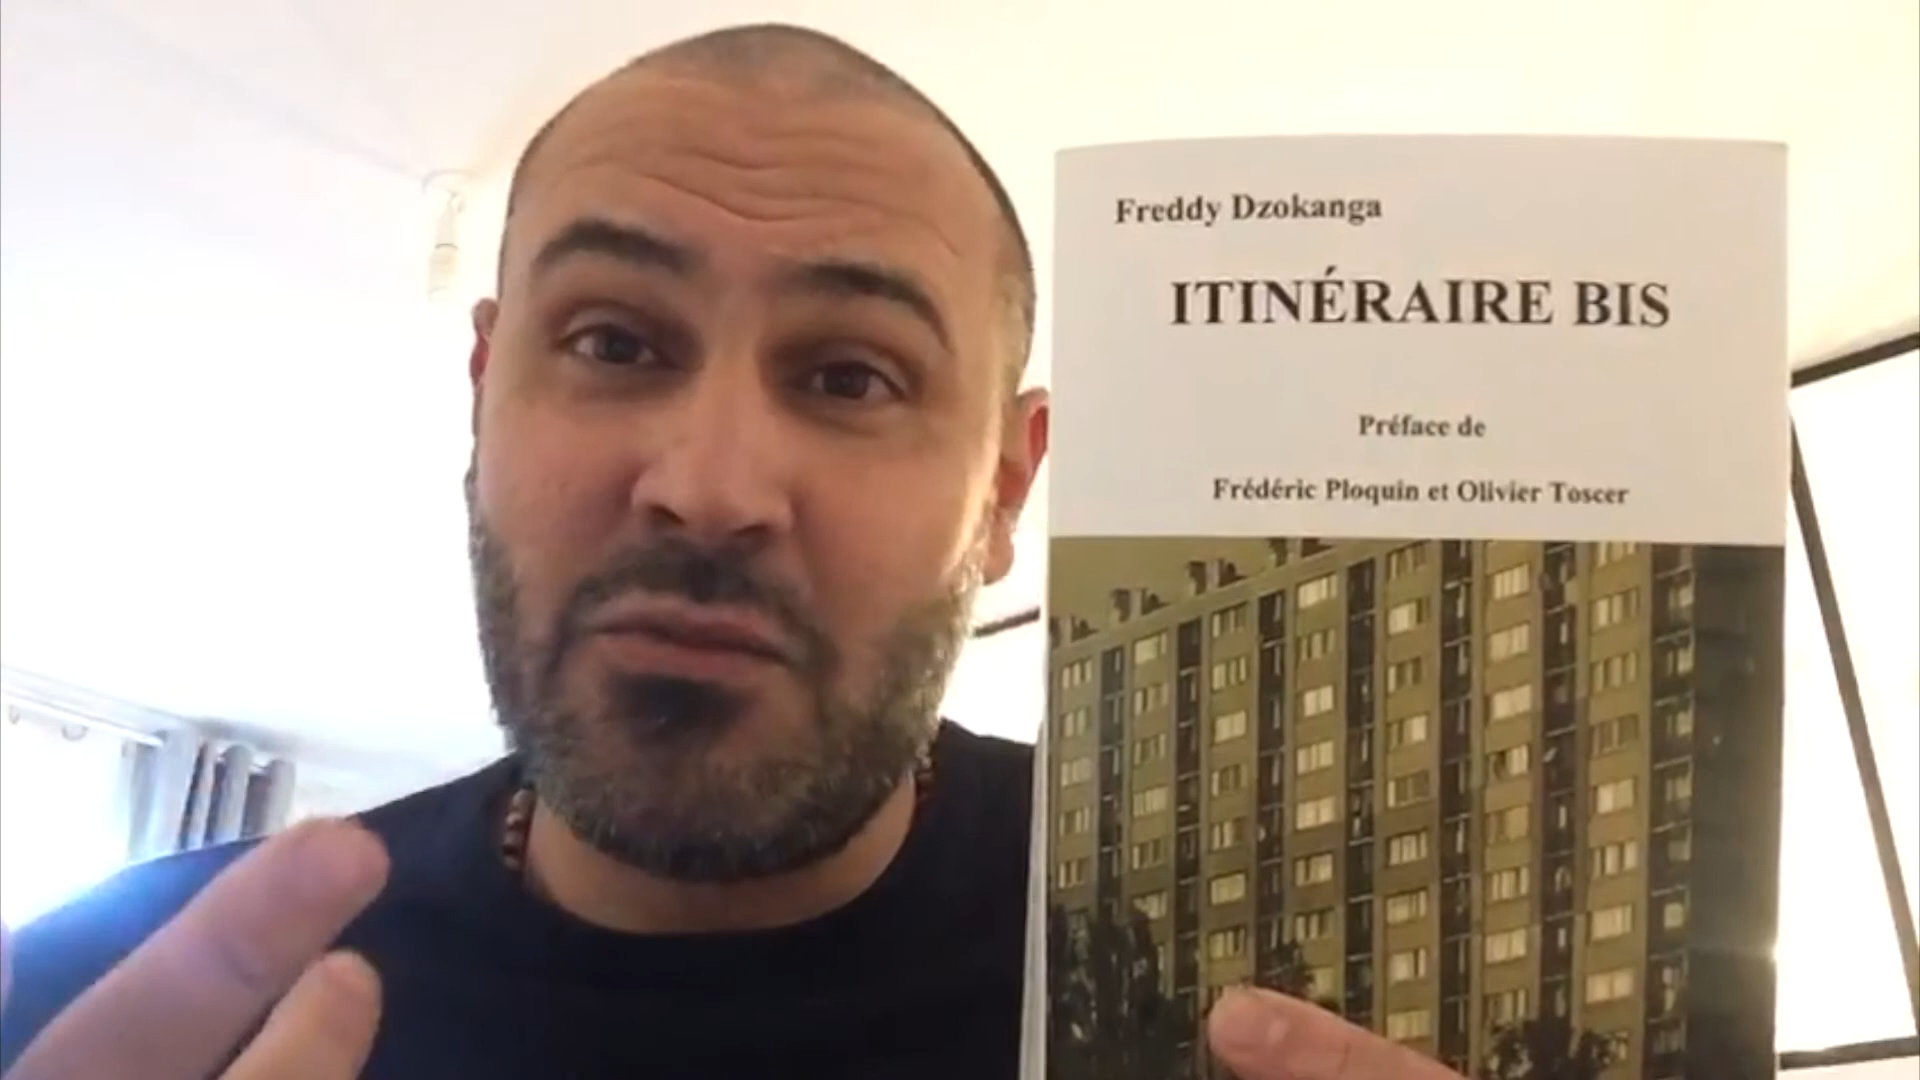 Freddy Dzokanga
ITINÉRAIRE BIS
Préface de
Frédéric Ploquin et Olivier Toscer